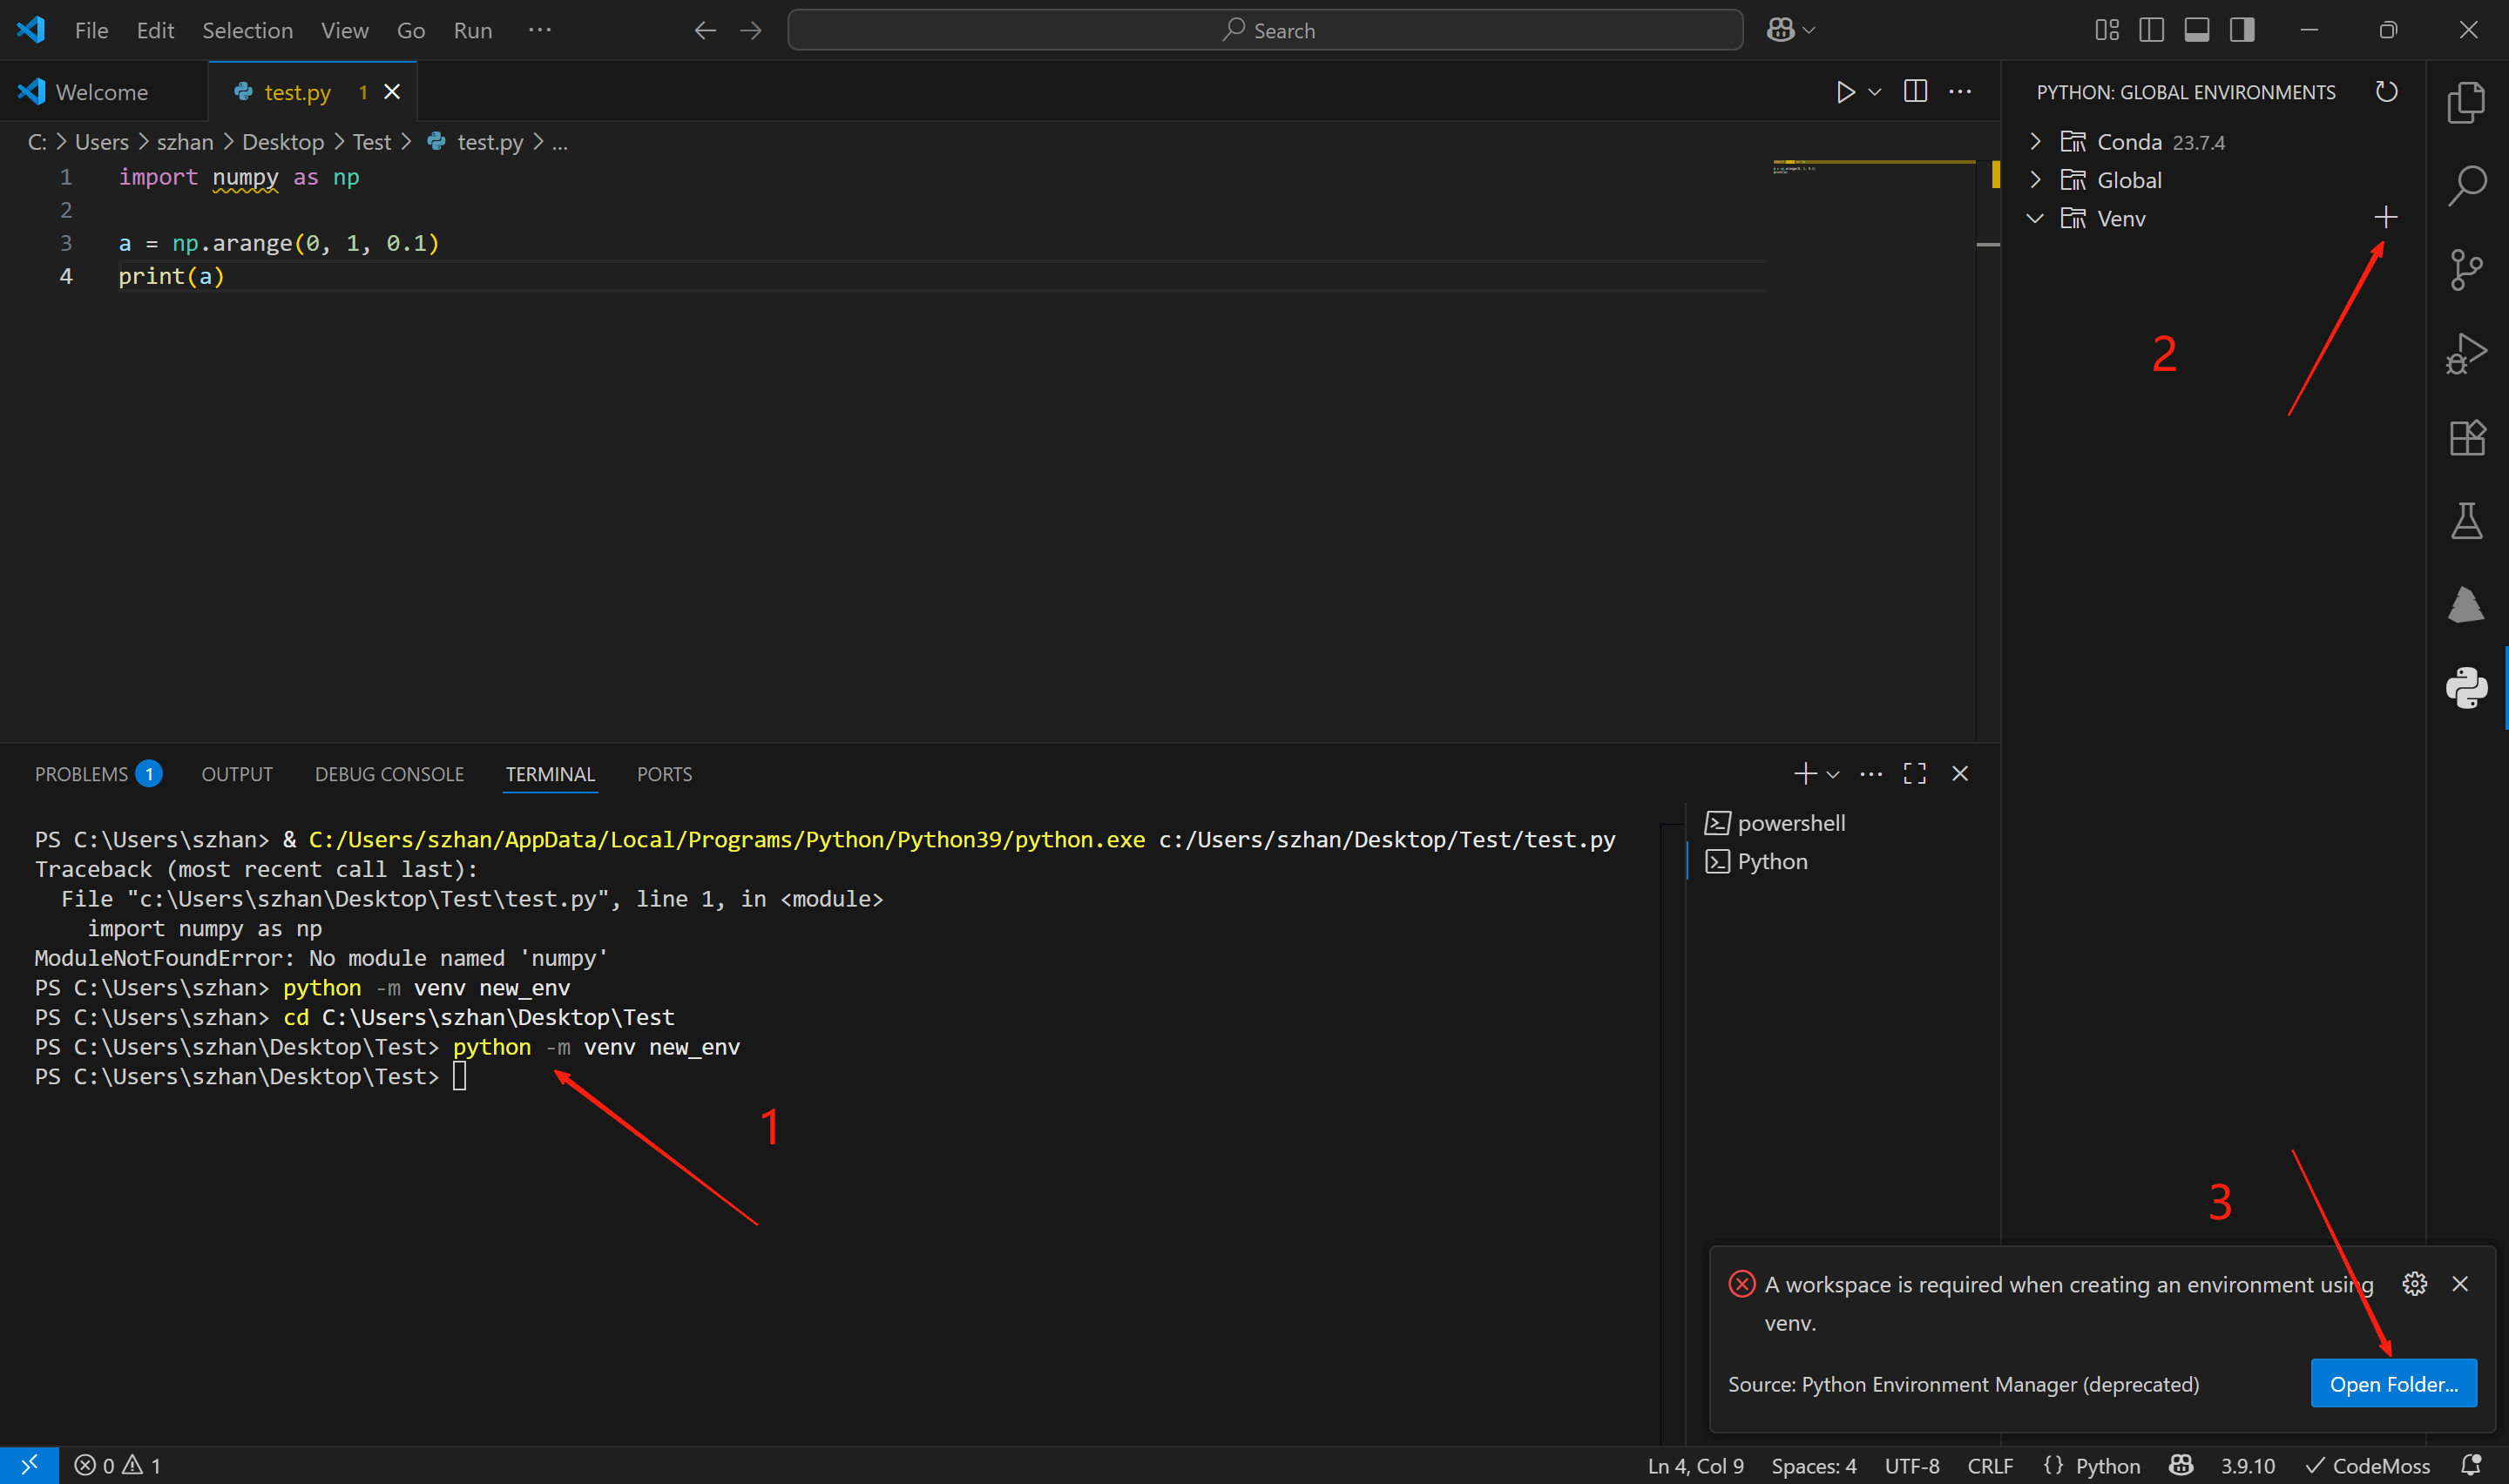 File Edit Selection View Go Run ···
Search
Welcome
test.py 1
C: > Users > szhan > Desktop > Test > test.py > ...
1 import numpy as np
2
3 a = np.arange(0, 1, 0.1)
4 print(a)
PYTHON: GLOBAL ENVIRONMENTS
Conda 23.7.4
Global
Venv
2
PROBLEMS 1 OUTPUT DEBUG CONSOLE TERMINAL PORTS
powershell
Python
PS C:\Users\szhan> & C:/Users/szhan/AppData/Local/Programs/Python/Python39/python.exe c:/Users/szhan/Desktop/Test/test.py
Traceback (most recent call last):
  File "c:\Users\szhan\Desktop\Test\test.py", line 1, in <module>
    import numpy as np
ModuleNotFoundError: No module named 'numpy'
PS C:\Users\szhan> python -m venv new_env
PS C:\Users\szhan> cd C:\Users\szhan\Desktop\Test
PS C:\Users\szhan\Desktop\Test> python -m venv new_env
PS C:\Users\szhan\Desktop\Test>
1
3
A workspace is required when creating an environment using
venv.
Source: Python Environment Manager (deprecated)
Open Folder...
0 1
Ln 4, Col 9 Spaces: 4 UTF-8 CRLF {} Python 3.9.10 CodeMoss